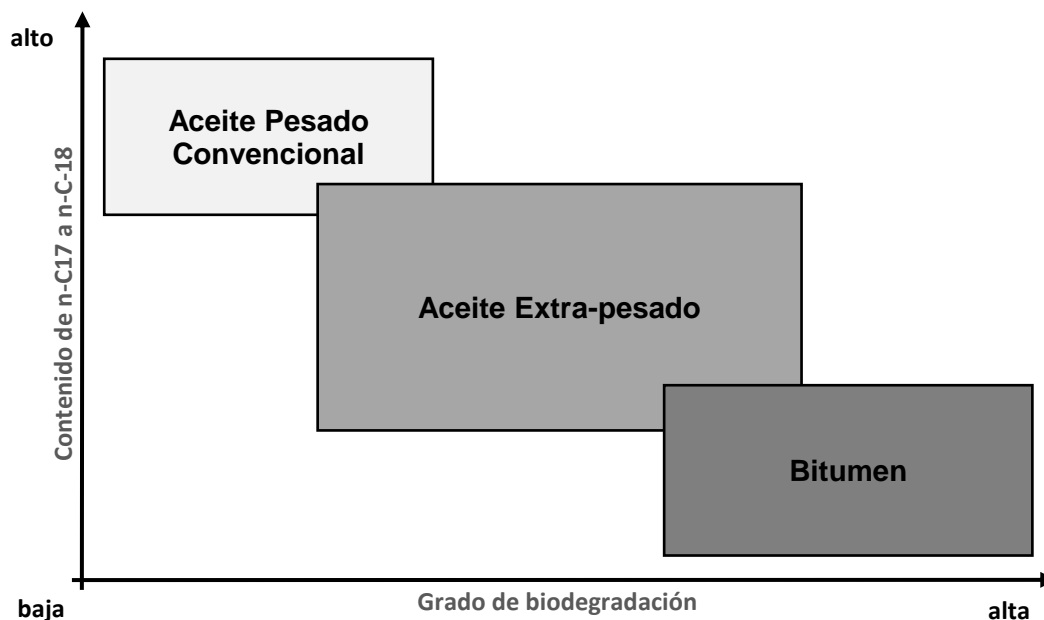 alto
Aceite Pesado
Convencional
Contenido de n-C17 a n-C-18
Aceite Extra-pesado
Bitumen
baja
Grado de biodegradación
alta